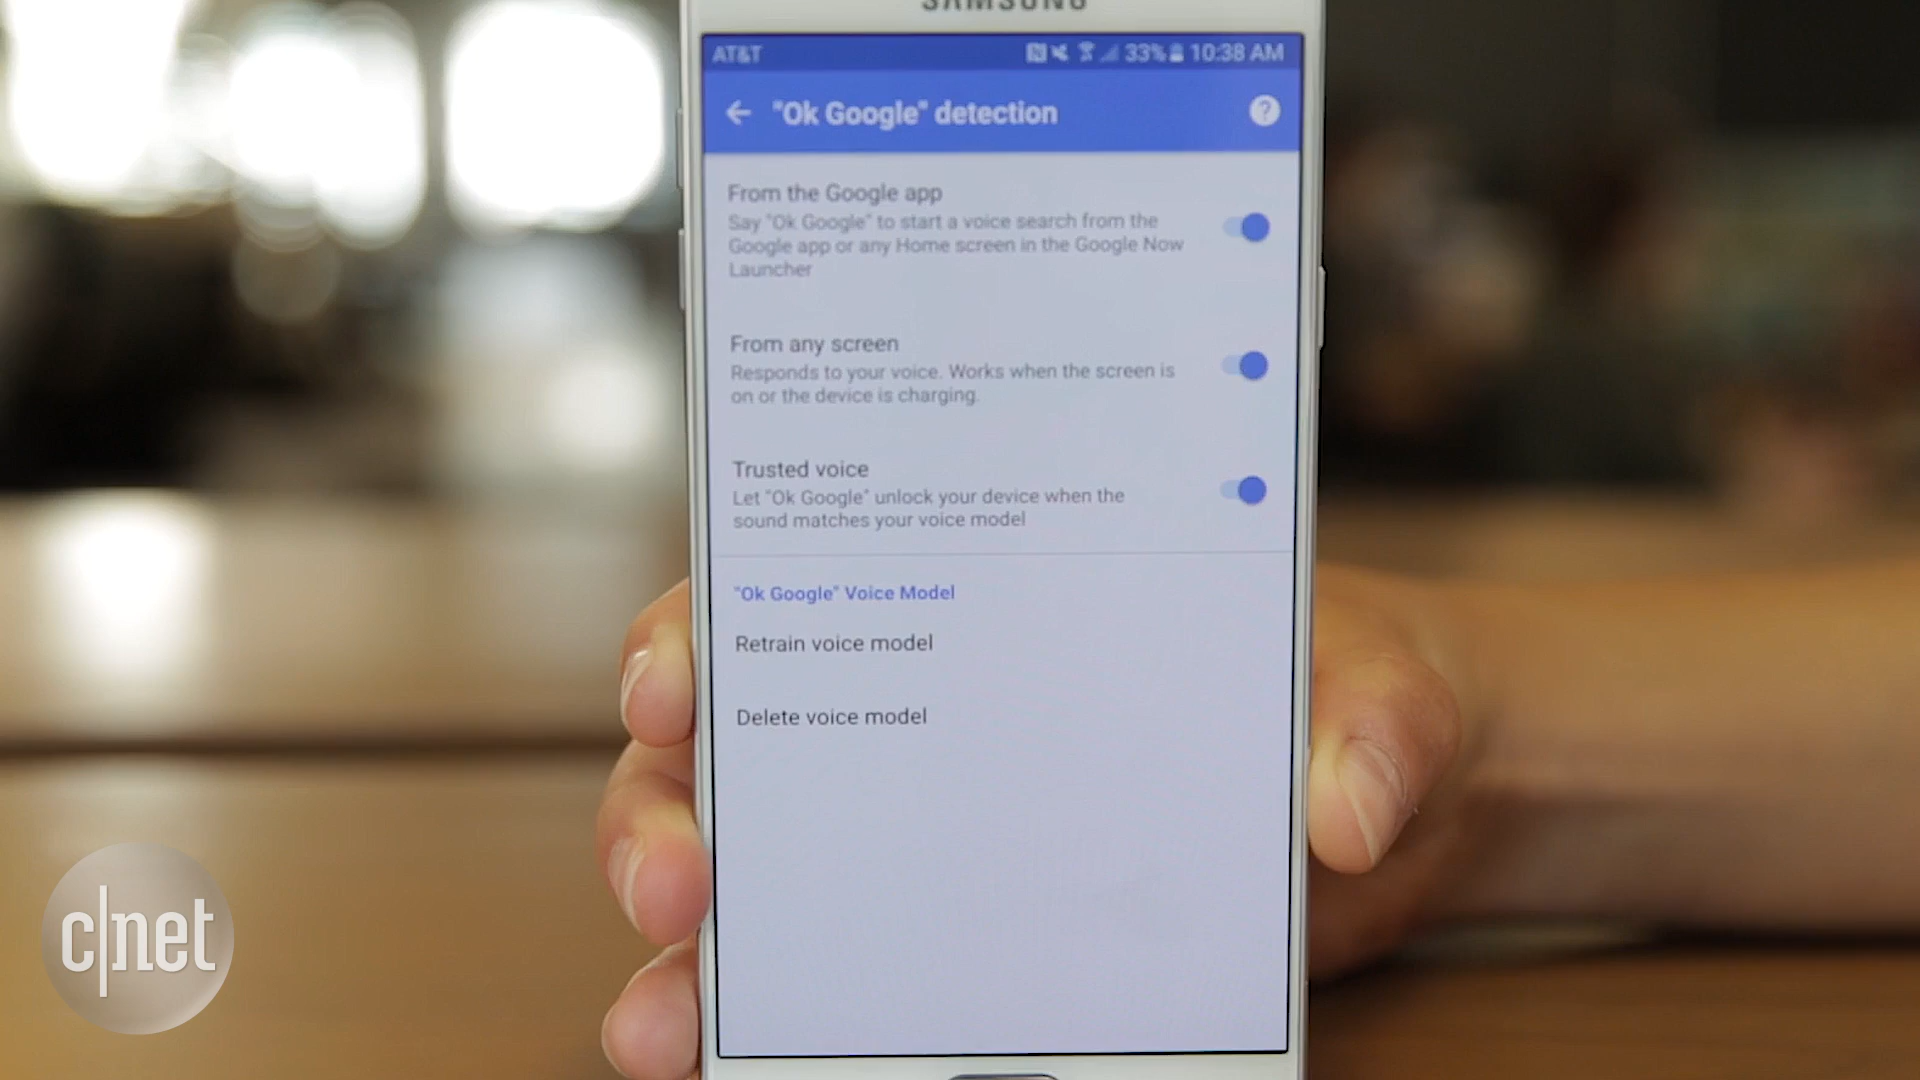 SAMSUNG
AT&T 33% 10:38 AM
"Ok Google" detection ?
From the Google app
Say "Ok Google" to start a voice search from the
Google app or any Home screen in the Google Now
Launcher
From any screen
Responds to your voice. Works when the screen is
on or the device is charging.
Trusted voice
Let "Ok Google" unlock your device when the
sound matches your voice model
"Ok Google" Voice Model
Retrain voice model
Delete voice model
c|net